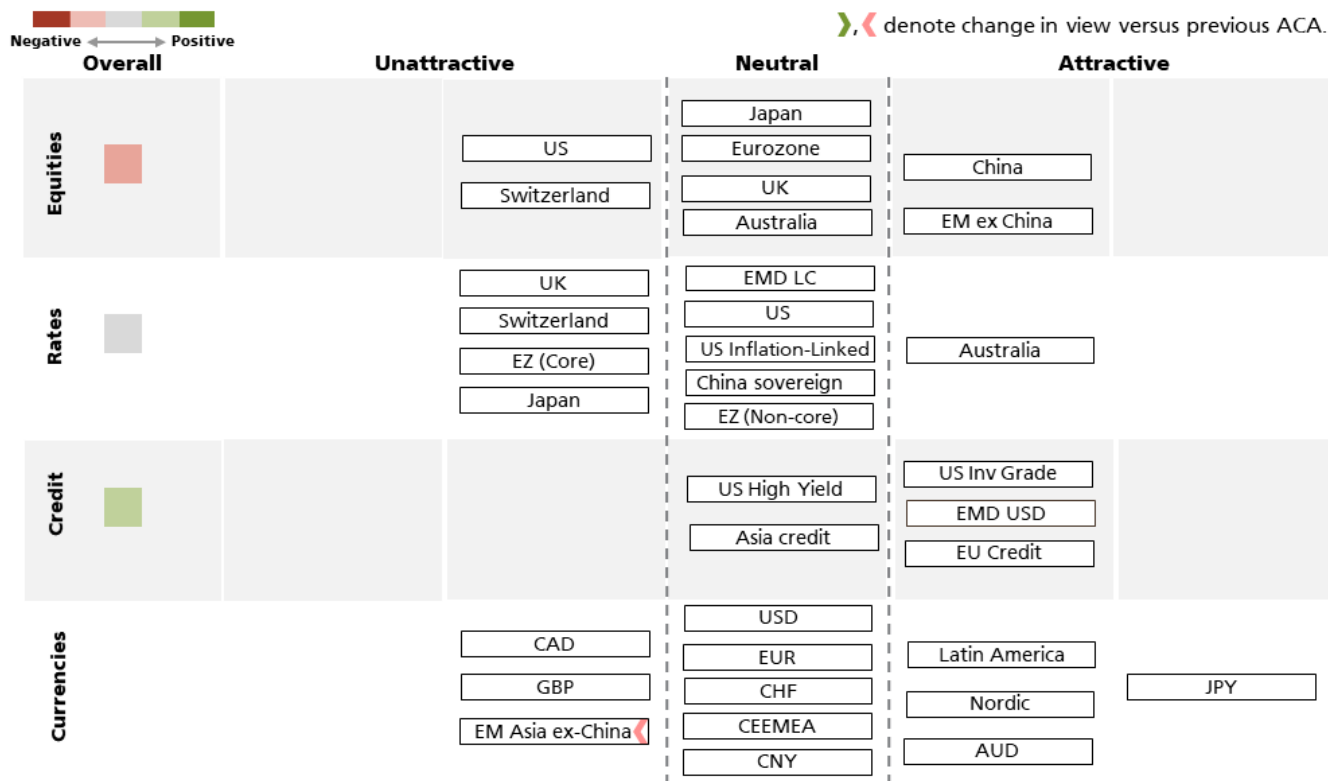 ❯,❮ denote change in view versus previous ACA.
Negative Positive
Overall Unattractive Neutral Attractive
Equities
US
Switzerland
Japan
Eurozone
UK
Australia
China
EM ex China
Rates
UK
Switzerland
EZ (Core)
Japan
EMD LC
US
US Inflation-Linked
China sovereign
EZ (Non-core)
Australia
Credit
US High Yield
Asia credit
US Inv Grade
EMD USD
EU Credit
Currencies
CAD
GBP
EM Asia ex-China
USD
EUR
CHF
CEEMEA
CNY
Latin America
Nordic
AUD
JPY